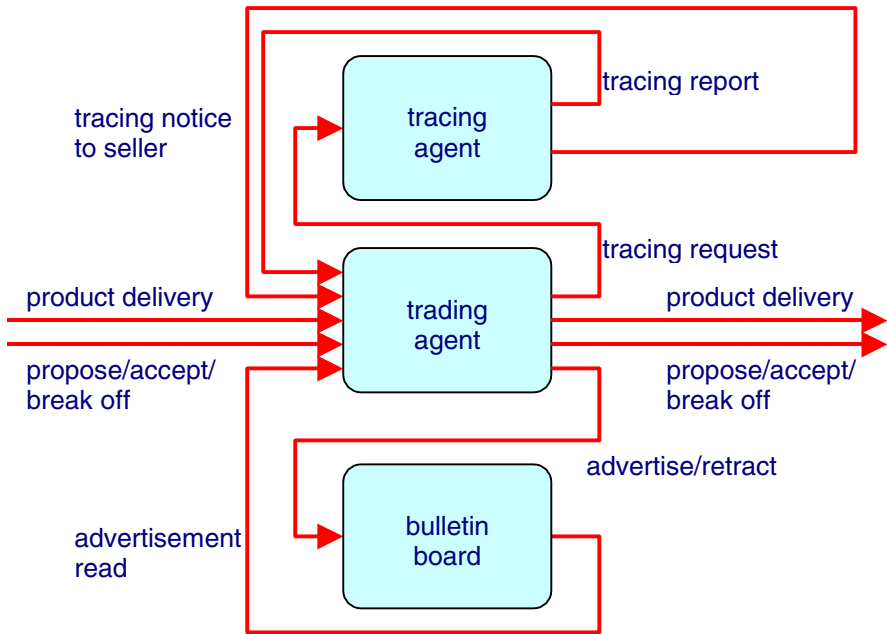 tracing report
tracing notice
to seller
tracing
agent
tracing request
product delivery
trading
agent
product delivery
propose/accept/
break off
propose/accept/
break off
advertise/retract
advertisement
read
bulletin
board